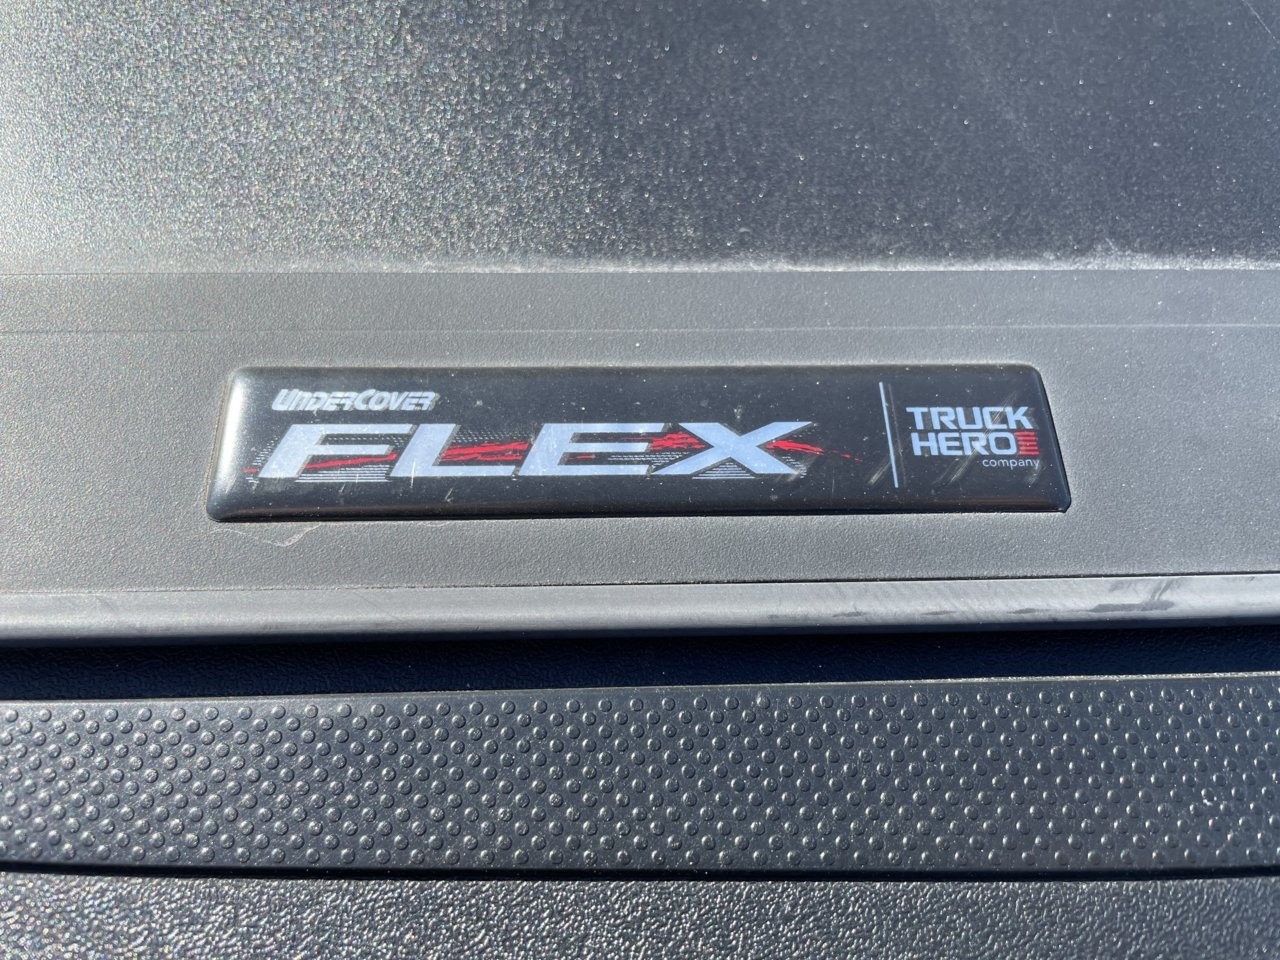 UNDERCOVER
FLEX
TRUCK
HERO
company